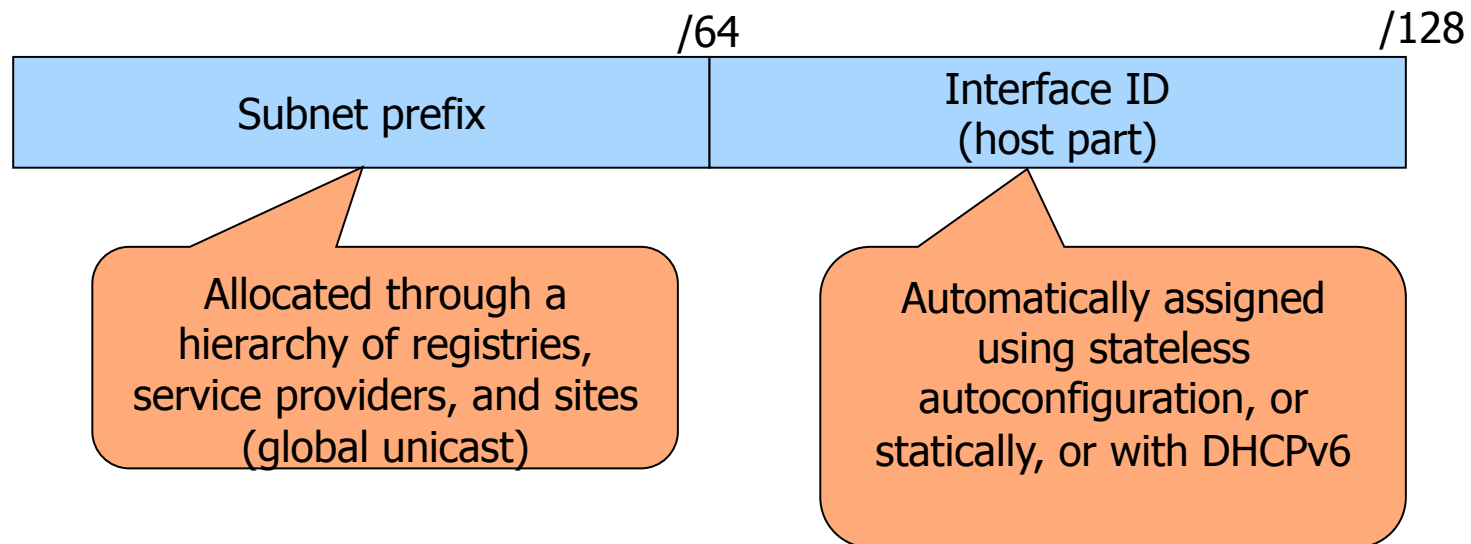 /64
/128
Subnet prefix
Interface ID
(host part)
Allocated through a
hierarchy of registries,
service providers, and sites
(global unicast)
Automatically assigned
using stateless
autoconfiguration, or
statically, or with DHCPv6